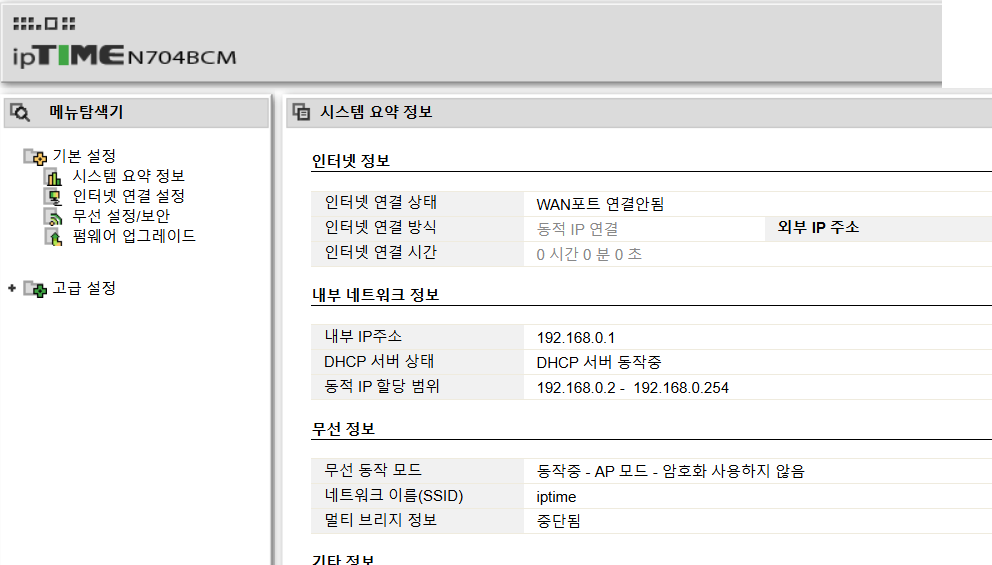 ipTIME N704BCM
메뉴탐색기
기본 설정
시스템 요약 정보
인터넷 연결 설정
무선 설정/보안
펌웨어 업그레이드
+ 고급 설정
시스템 요약 정보
인터넷 정보
인터넷 연결 상태 WAN포트 연결안됨
인터넷 연결 방식 동적 IP 연결 외부 IP 주소
인터넷 연결 시간 0 시간 0 분 0 초
내부 네트워크 정보
내부 IP주소 192.168.0.1
DHCP 서버 상태 DHCP 서버 동작중
동적 IP 할당 범위 192.168.0.2 - 192.168.0.254
무선 정보
무선 동작 모드 동작중 - AP 모드 - 암호화 사용하지 않음
네트워크 이름(SSID) iptime
멀티 브리지 정보 중단됨
기타 정보